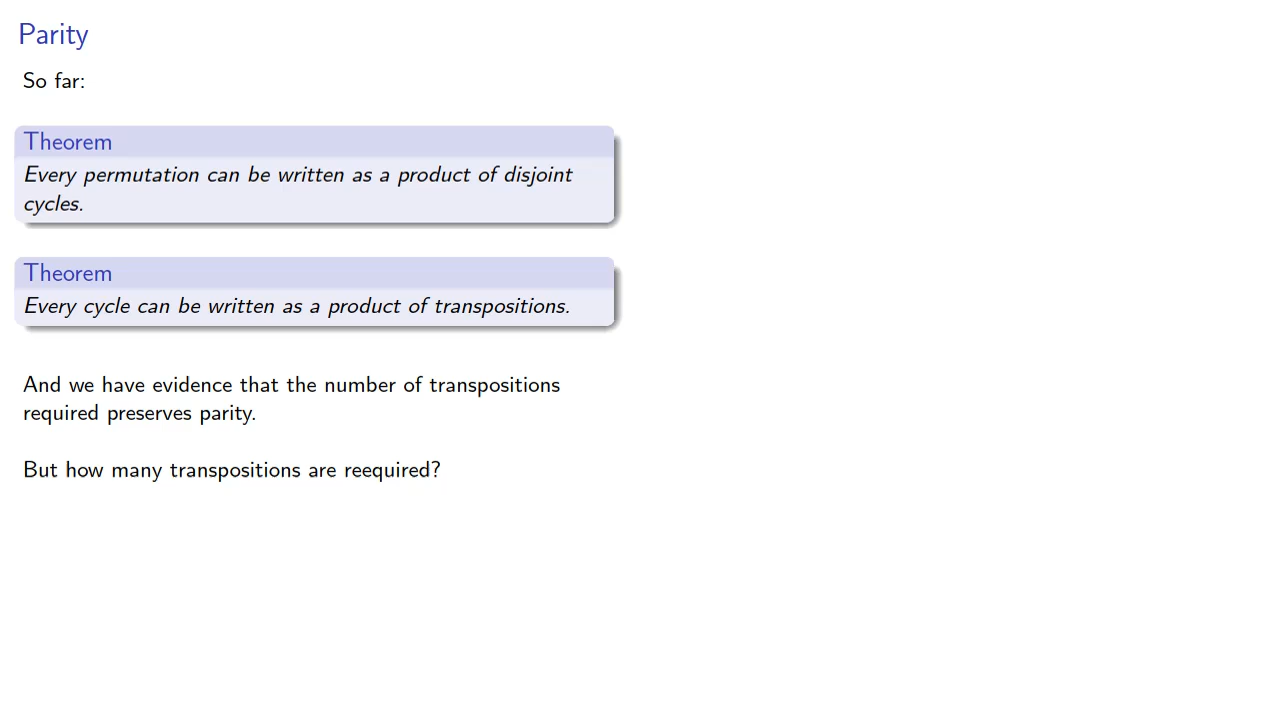 Parity
So far:
Theorem
Every permutation can be written as a product of disjoint
cycles.
Theorem
Every cycle can be written as a product of transpositions.
And we have evidence that the number of transpositions
required preserves parity.
But how many transpositions are reequired?